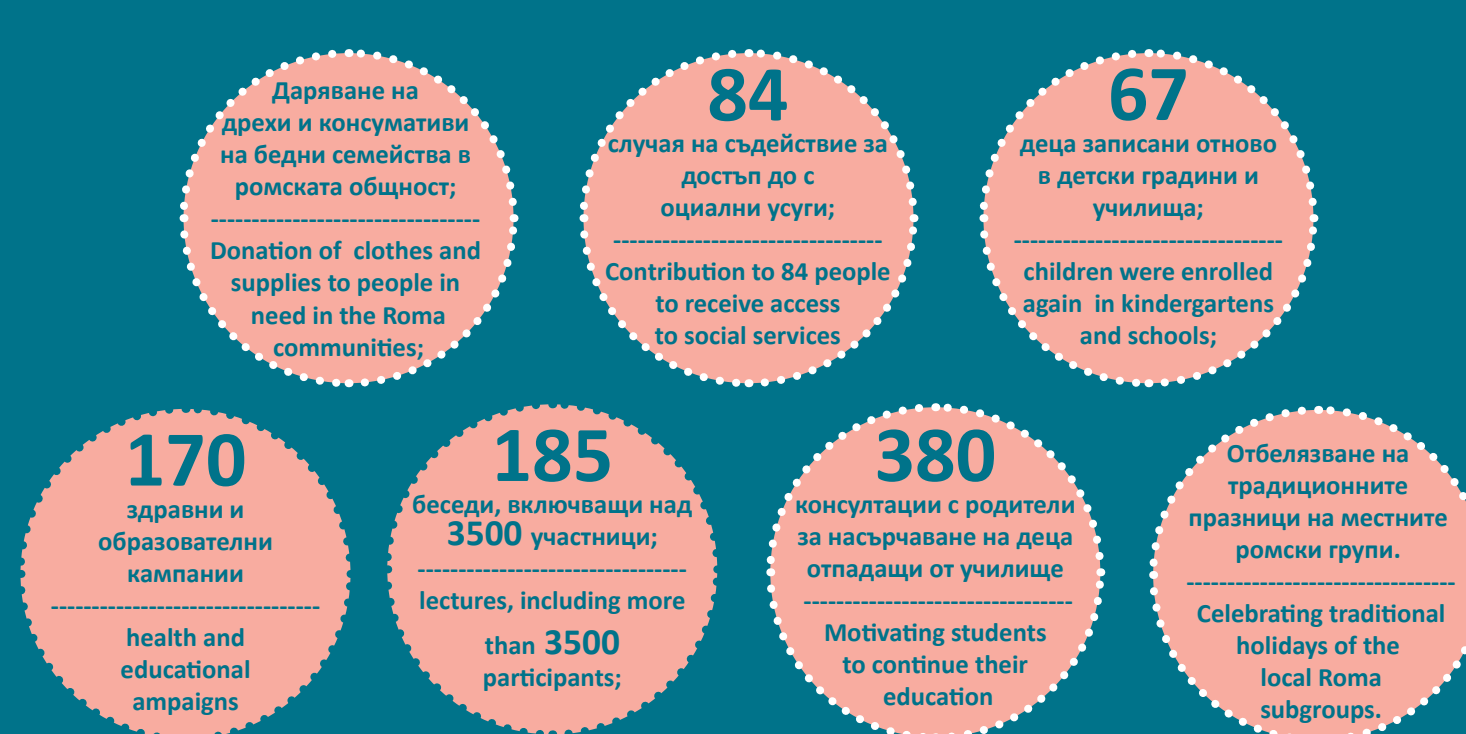 Даряване на
дрехи и консумативи
на бедни семейства в
ромската общност;
---------------------------------
Donation of  clothes and
supplies to people in
need in the Roma
communities;
84
случая на съдействие за
достъп до с
оциални усуги;
---------------------------------
Contribution to 84 people
to receive access
to social services
67
деца записани отново
в детски градини и
училища;
---------------------------------
children were enrolled
again  in kindergartens
and schools;
170
здравни и
образователни
кампании
---------------------------------
health and
educational
ampaigns
185
беседи, включващи над
3500 участници;
---------------------------------
lectures, including more
than 3500
participants;
380
консултации с родители
за насърчаване на деца
отпадащи от училище
---------------------------------
Motivating students
to continue their
education
Отбелязване на
традиционните
празници на местните
ромски групи.
---------------------------------
Celebrating traditional
holidays of the
local Roma
subgroups.